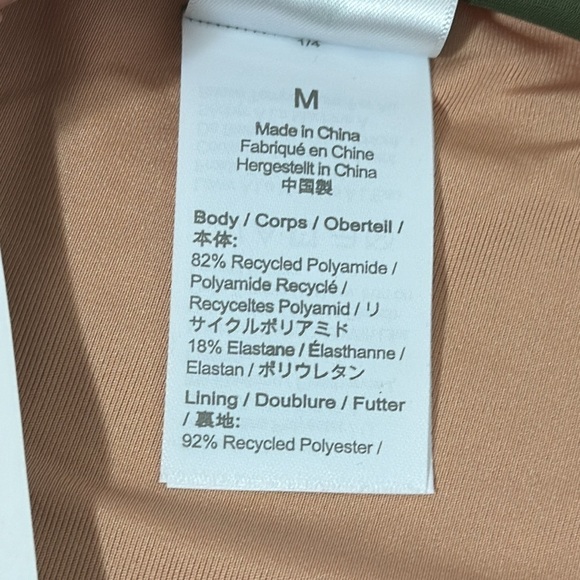 1/4
M
Made in China
Fabriqué en Chine
Hergestellt in China
中国製
Body / Corps / Oberteil /
本体:
82% Recycled Polyamide /
Polyamide Recyclé /
Recyceltes Polyamid / リ
サイクルポリアミド
18% Elastane / Élasthanne /
Elastan / ポリウレタン
Lining / Doublure / Futter
/ 裏地:
92% Recycled Polyester /